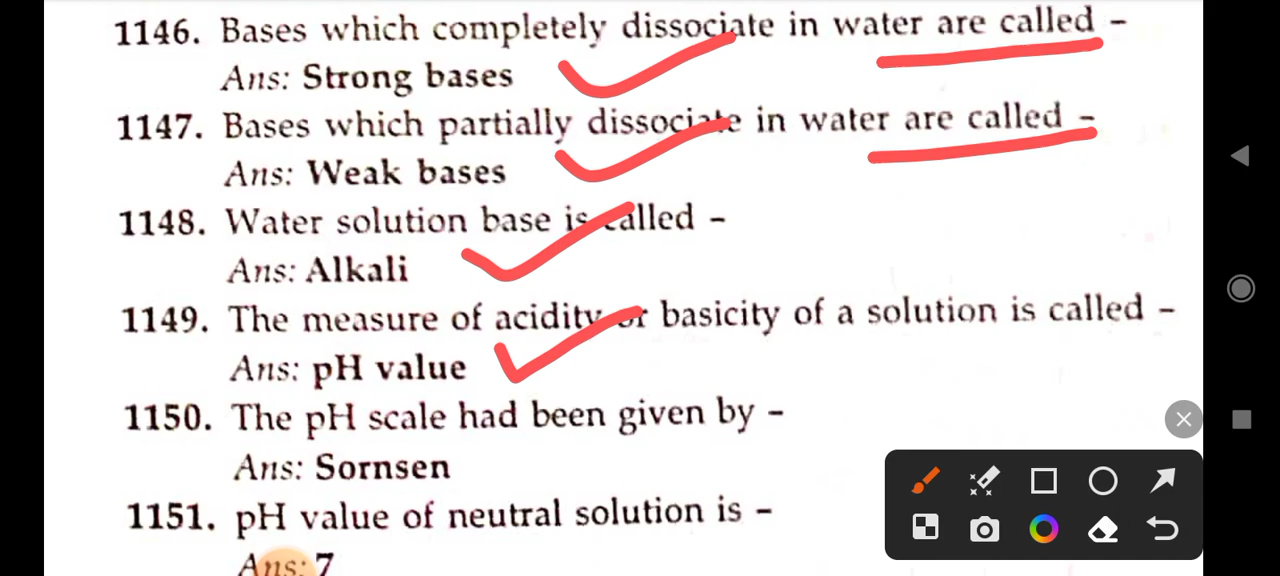 1146. Bases which completely dissociate in water are called –
Ans: Strong bases
1147. Bases which partially dissociate in water are called –
Ans: Weak bases
1148. Water solution base is called –
Ans: Alkali
1149. The measure of acidity or basicity of a solution is called –
Ans: pH value
1150. The pH scale had been given by –
Ans: Sornsen
1151. pH value of neutral solution is –
Ans: 7